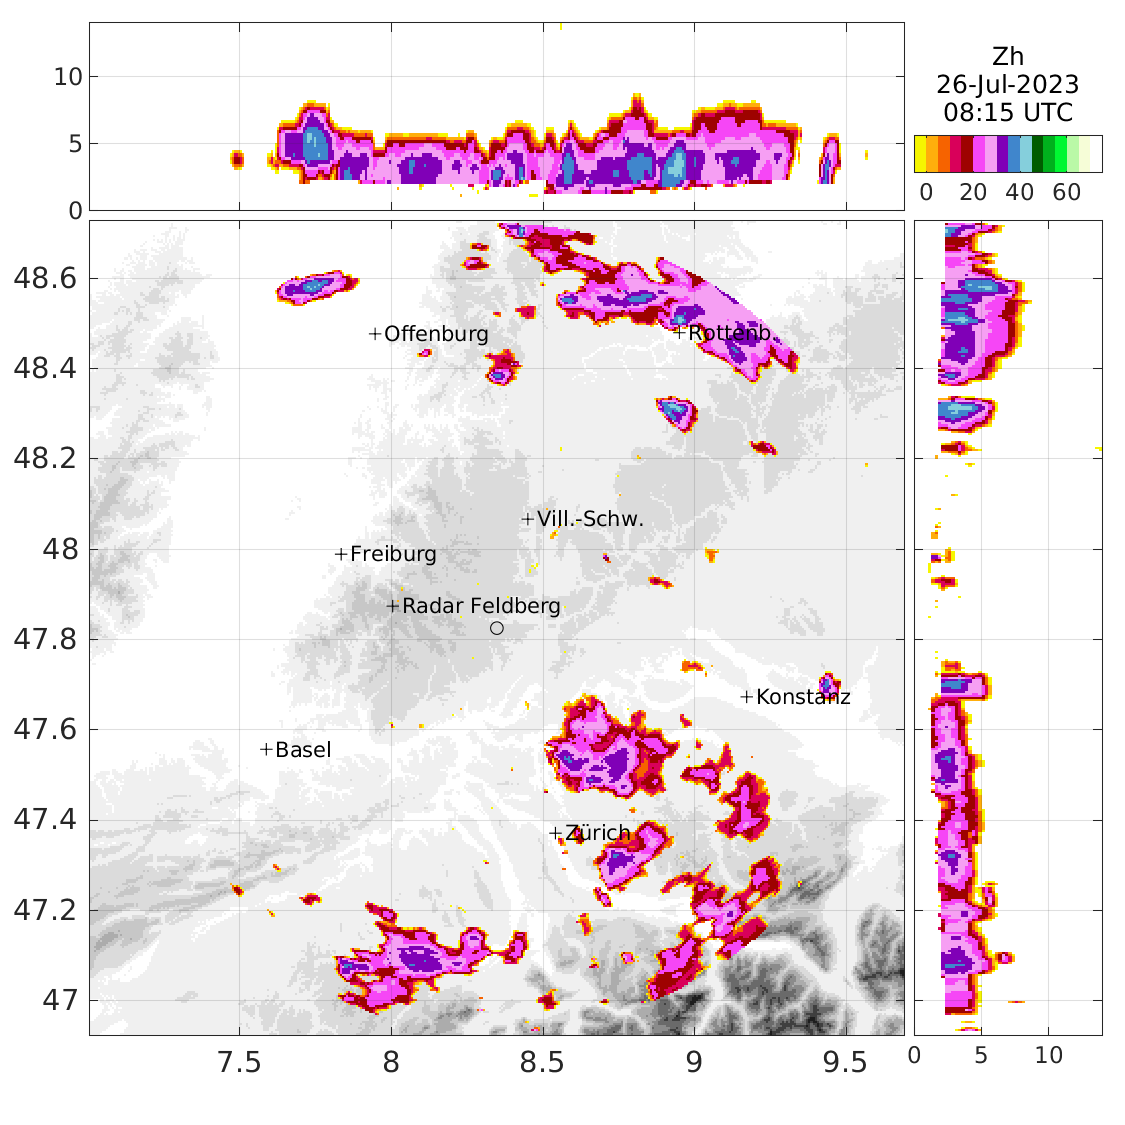 Zh
26-Jul-2023
08:15 UTC
10
5
0
0 20 40 60
48.6
48.4
48.2
48
47.8
47.6
47.4
47.2
47
+Offenburg
+Rottenb
+Vill.-Schw.
+Freiburg
+Radar Feldberg
+Konstanz
+Basel
+Zürich
7.5 8 8.5 9 9.5
0 5 10